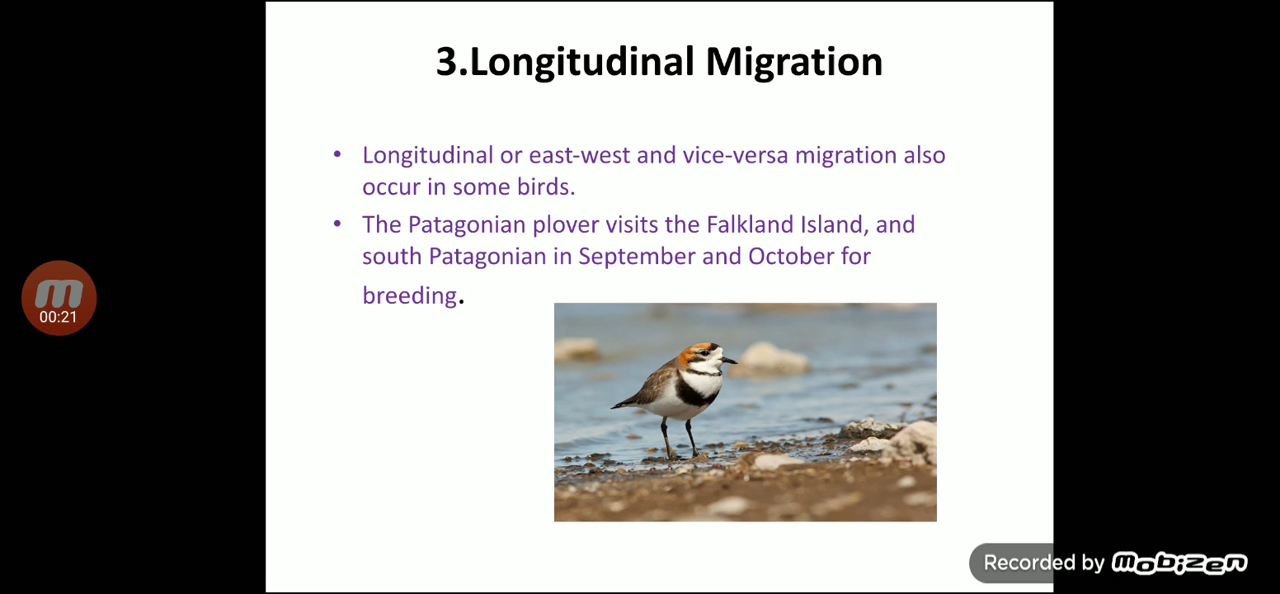 3.Longitudinal Migration
• Longitudinal or east-west and vice-versa migration also
occur in some birds.
• The Patagonian plover visits the Falkland Island, and
south Patagonian in September and October for
breeding.
m
00:21
Recorded by mobizen